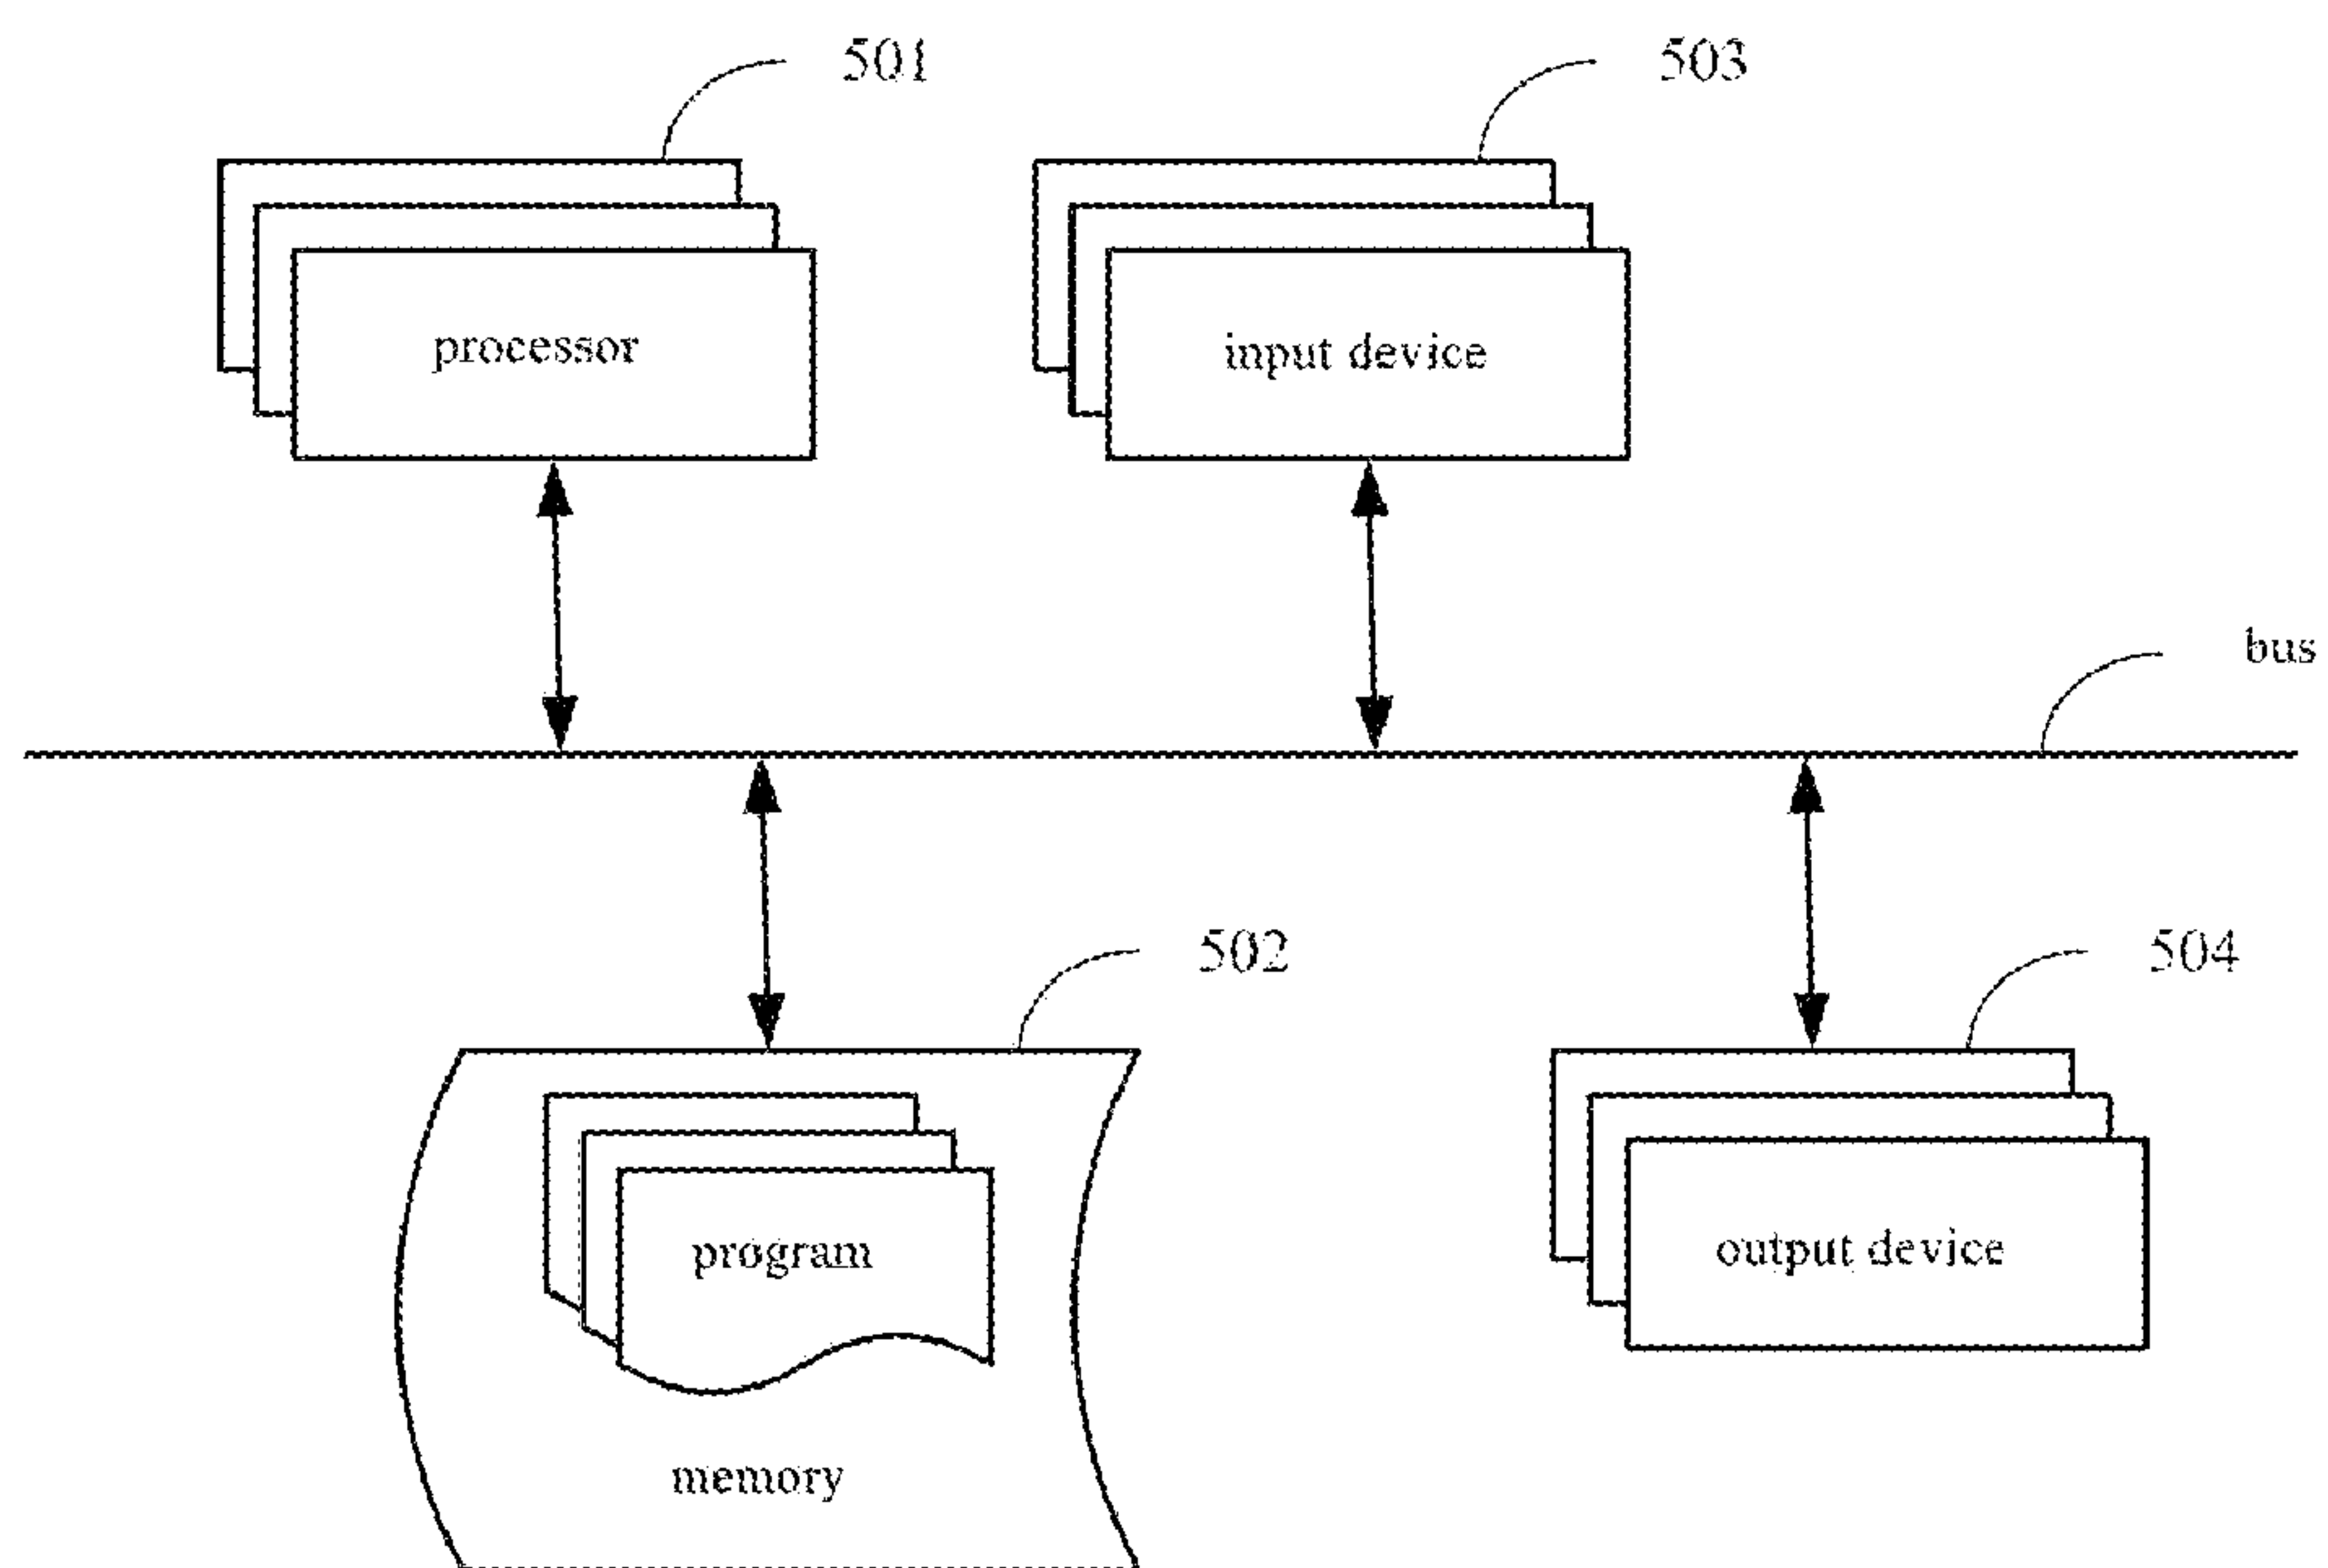 501
503
processor
input device
bus
502
504
program
output device
memory